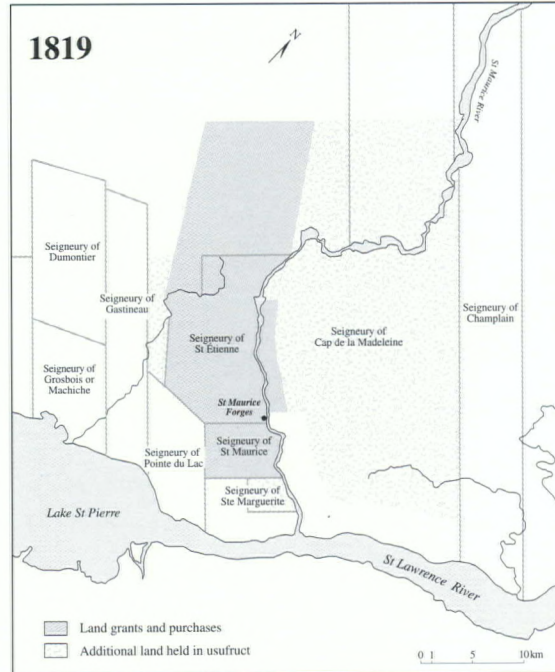 1819
N
St Maurice River
Seigneury of
Dumontier
Seigneury of
Gastineau
Seigneury of
Champlain
Seigneury of
St Étienne
Seigneury of
Cap de la Madeleine
Seigneury of
Grosbois or
Machiche
St Maurice
Forges
Seigneury of
St Maurice
Seigneury of
Pointe du Lac
Seigneury of
Ste Marguerite
Lake St Pierre
St Lawrence River
Land grants and purchases
Additional land held in usufruct
0 1 5 10 km